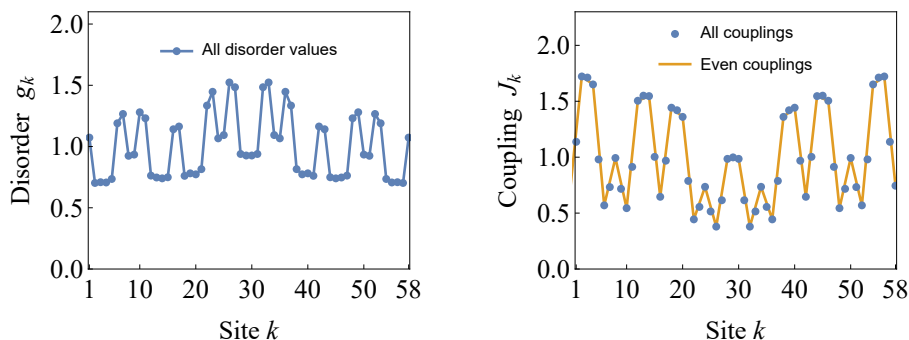 2.0
1.5
1.0
0.5
0.0
Disorder g_k
All disorder values
1 10 20 30 40 50 58
Site k
2.0
1.5
1.0
0.5
0.0
Coupling J_k
All couplings
Even couplings
1 10 20 30 40 50 58
Site k